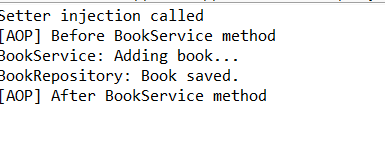 Setter injection called
[AOP] Before BookService method
BookService: Adding book...
BookRepository: Book saved.
[AOP] After BookService method